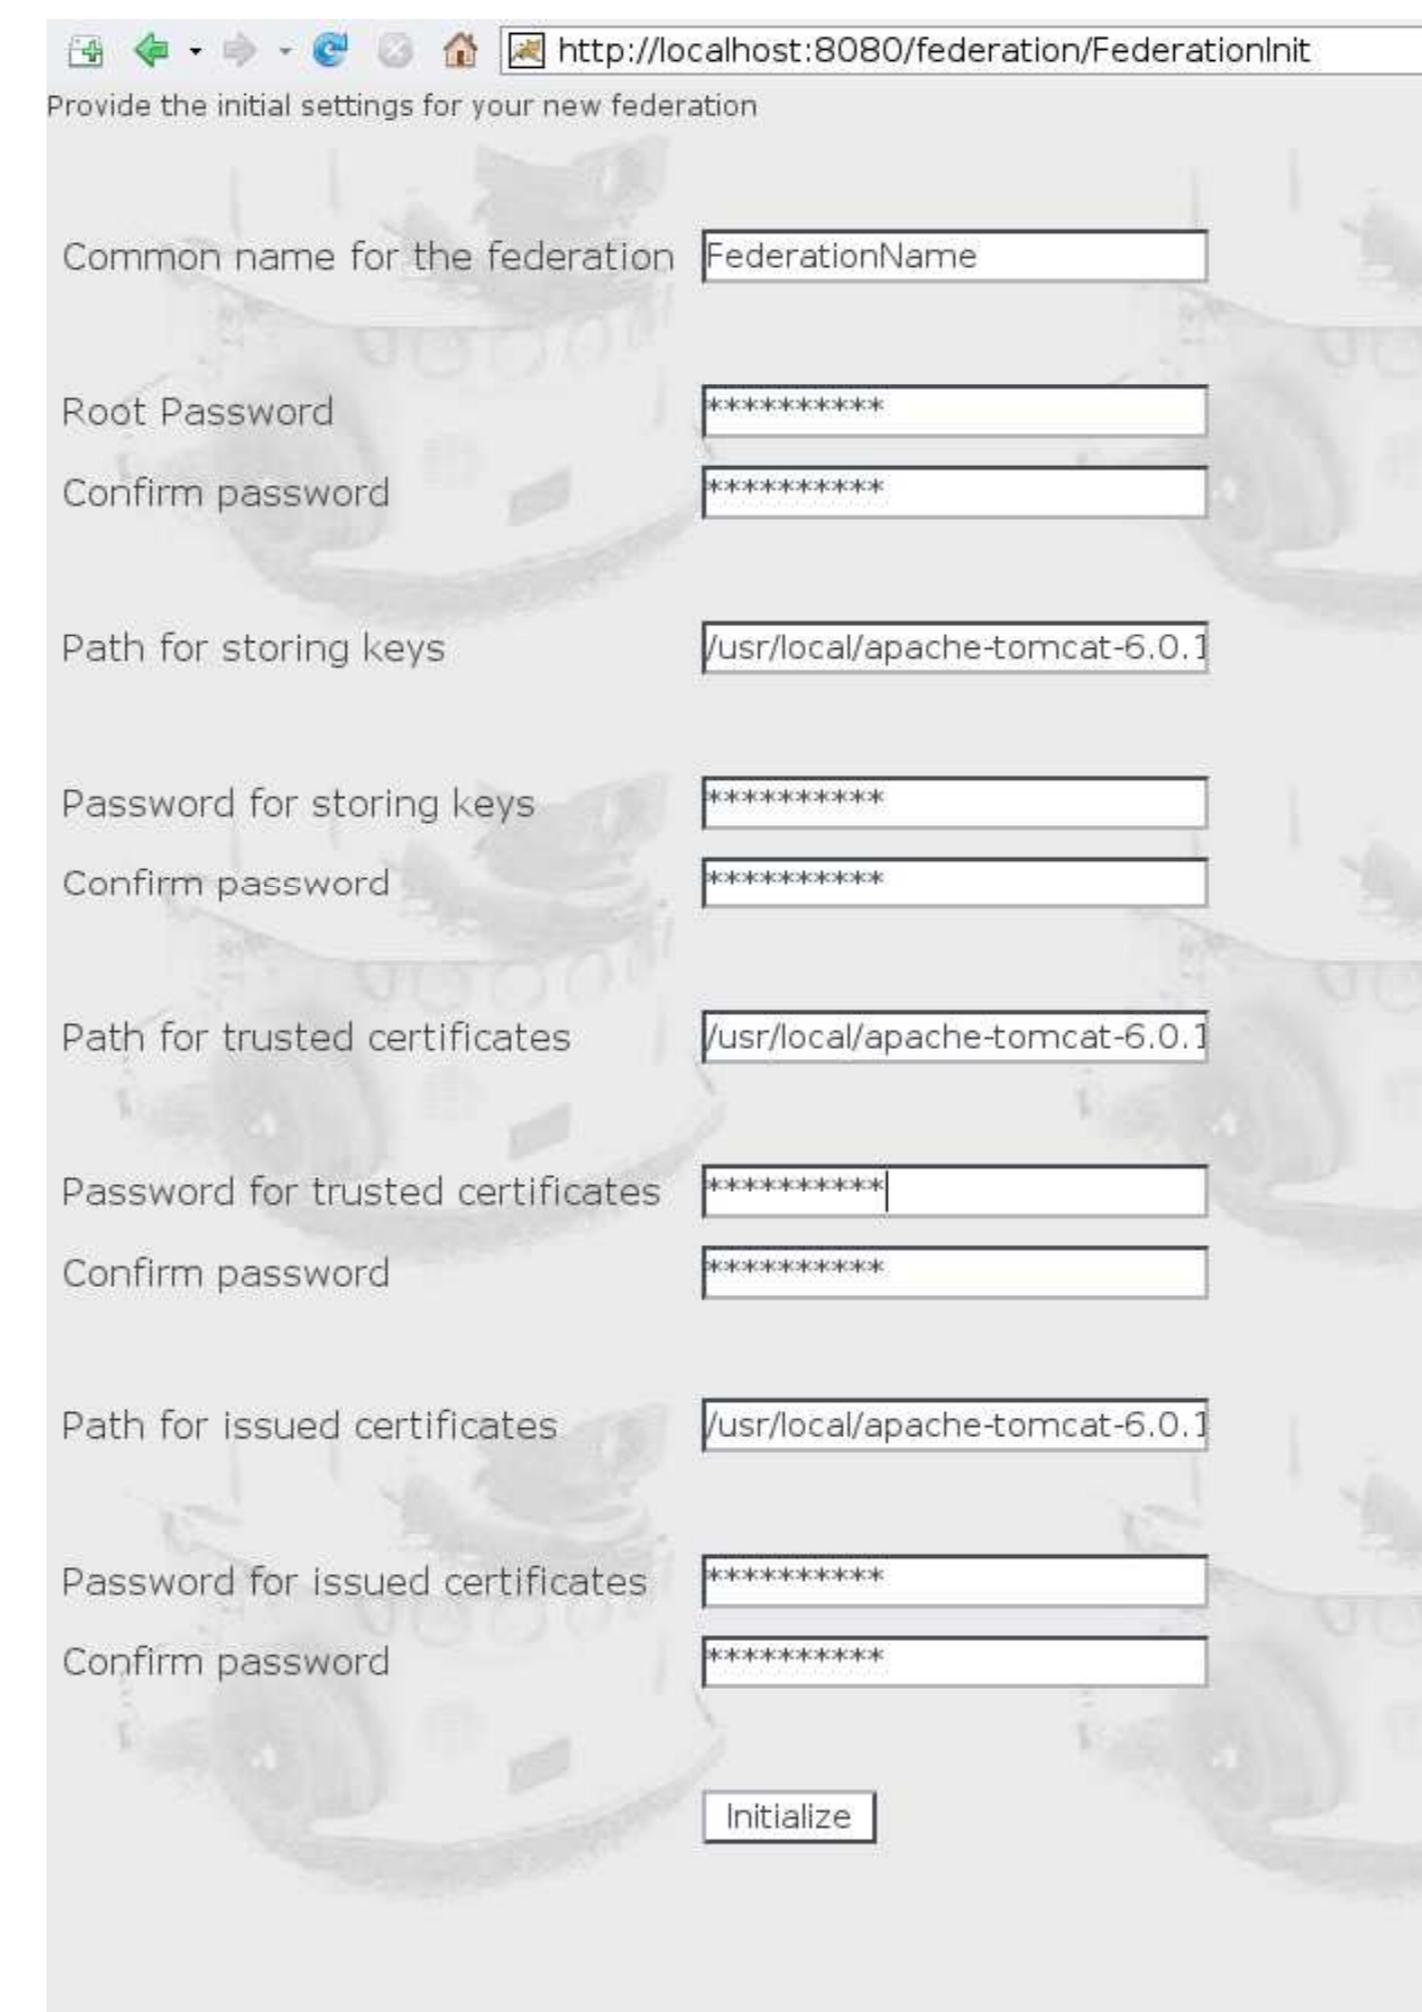 http://localhost:8080/federation/FederationInit
Provide the initial settings for your new federation
Common name for the federation FederationName
Root Password **********
Confirm password **********
Path for storing keys /usr/local/apache-tomcat-6.0.1
Password for storing keys **********
Confirm password **********
Path for trusted certificates /usr/local/apache-tomcat-6.0.1
Password for trusted certificates **********
Confirm password **********
Path for issued certificates /usr/local/apache-tomcat-6.0.1
Password for issued certificates **********
Confirm password **********
Initialize